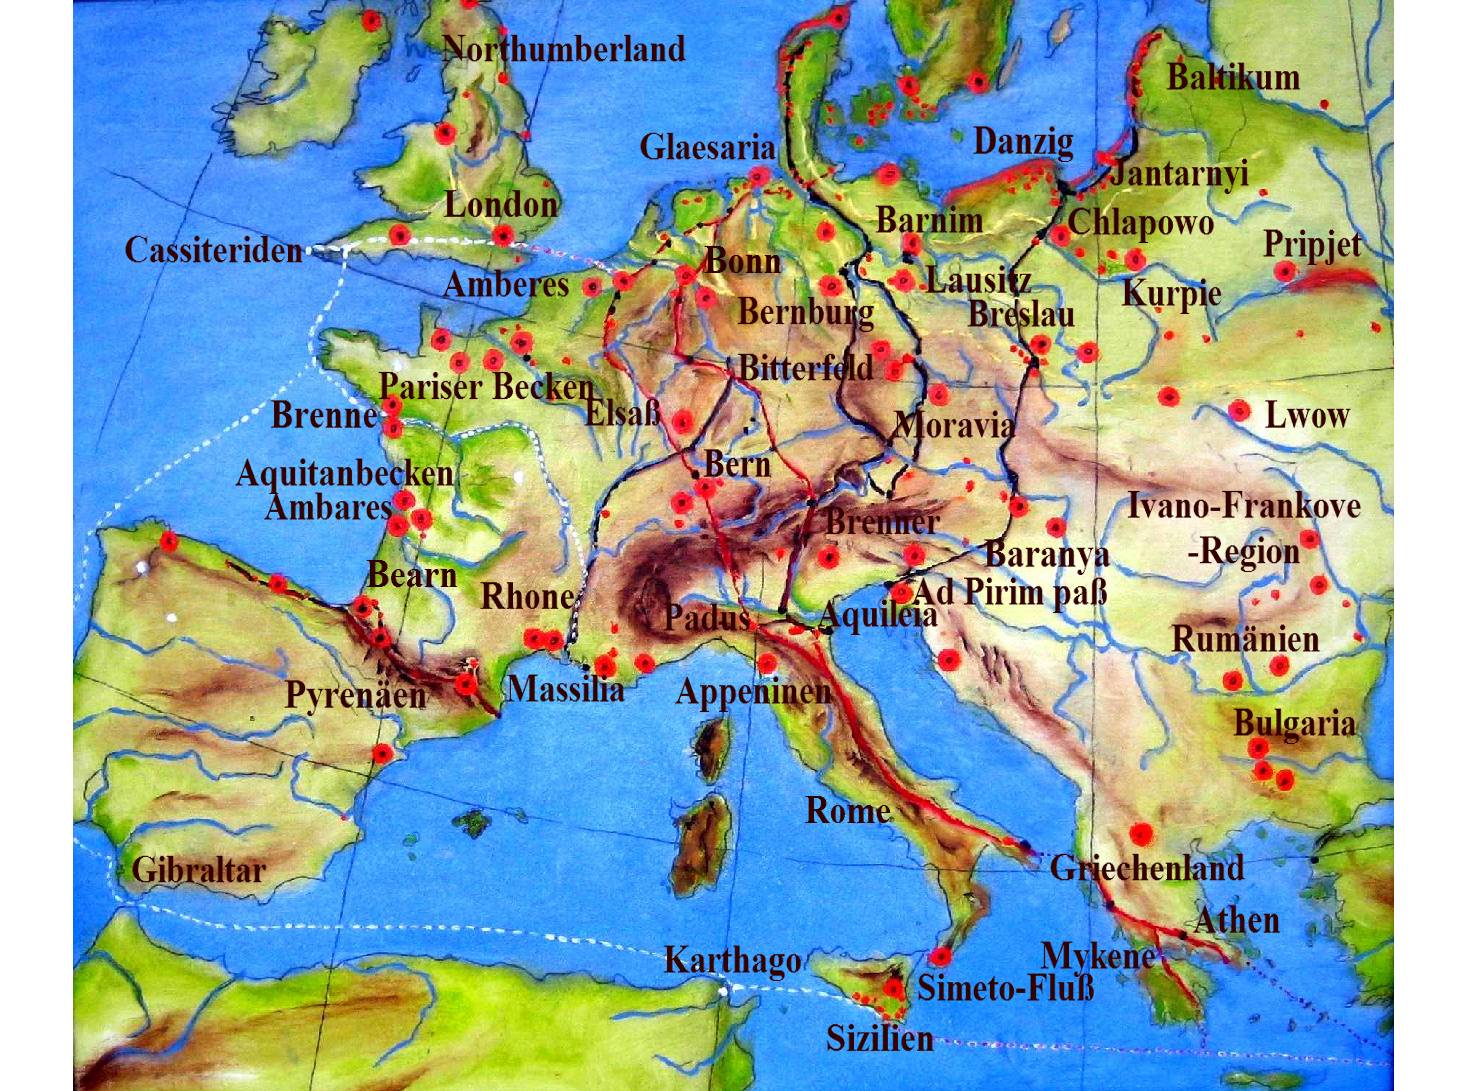 Northumberland
Baltikum
Danzig
Glaesaria
Jantarnyi
London
Barnim
Chlapowo
Cassiteriden
Pripjet
Bonn
Amberes
Lausitz
Kurpie
Bernburg
Breslau
Bitterfeld
Pariser Becken
Brenne
Elsaß
Lwow
Moravia
Bern
Aquitanbecken
Ambares
Ivano-Frankove
-Region
Brenner
Baranya
Bearn
Rhone
Ad Pirim paß
Padus
Aquileia
Rumänien
Pyrenäen
Massilia
Appeninen
Bulgaria
Rome
Gibraltar
Griechenland
Athen
Karthago
Mykene
Simeto-Fluß
Sizilien